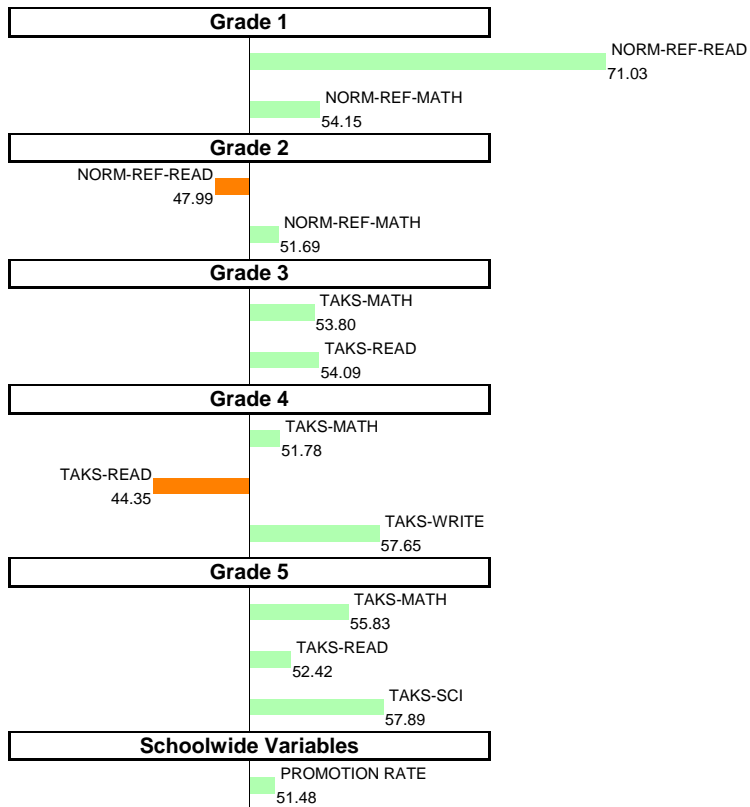 Grade 1
NORM-REF-READ
71.03
NORM-REF-MATH
54.15
Grade 2
NORM-REF-READ
47.99
NORM-REF-MATH
51.69
Grade 3
TAKS-MATH
53.80
TAKS-READ
54.09
Grade 4
TAKS-MATH
51.78
TAKS-READ
44.35
TAKS-WRITE
57.65
Grade 5
TAKS-MATH
55.83
TAKS-READ
52.42
TAKS-SCI
57.89
Schoolwide Variables
PROMOTION RATE
51.48